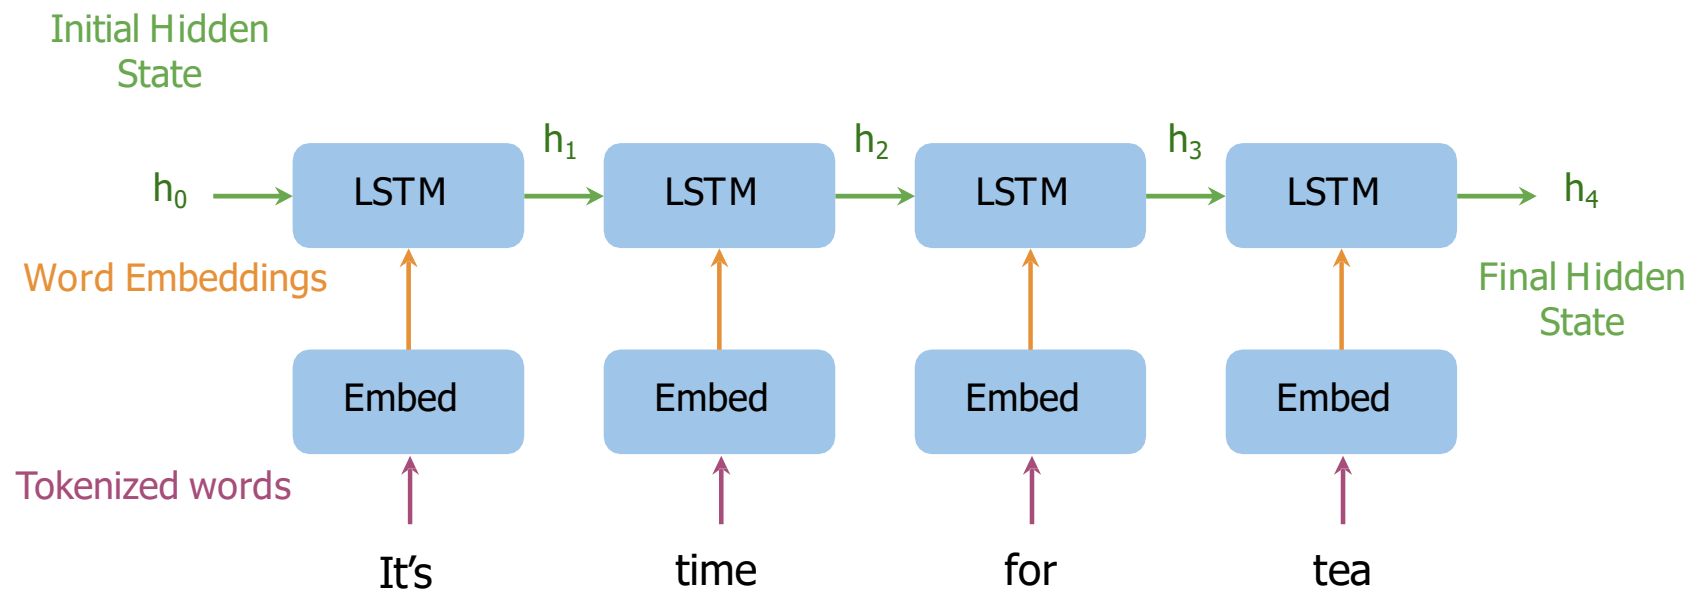 Initial Hidden
State
h₁
h₂
h₃
h₀
LSTM
LSTM
LSTM
LSTM
h₄
Word Embeddings
Final Hidden
State
Embed
Embed
Embed
Embed
Tokenized words
It’s
time
for
tea